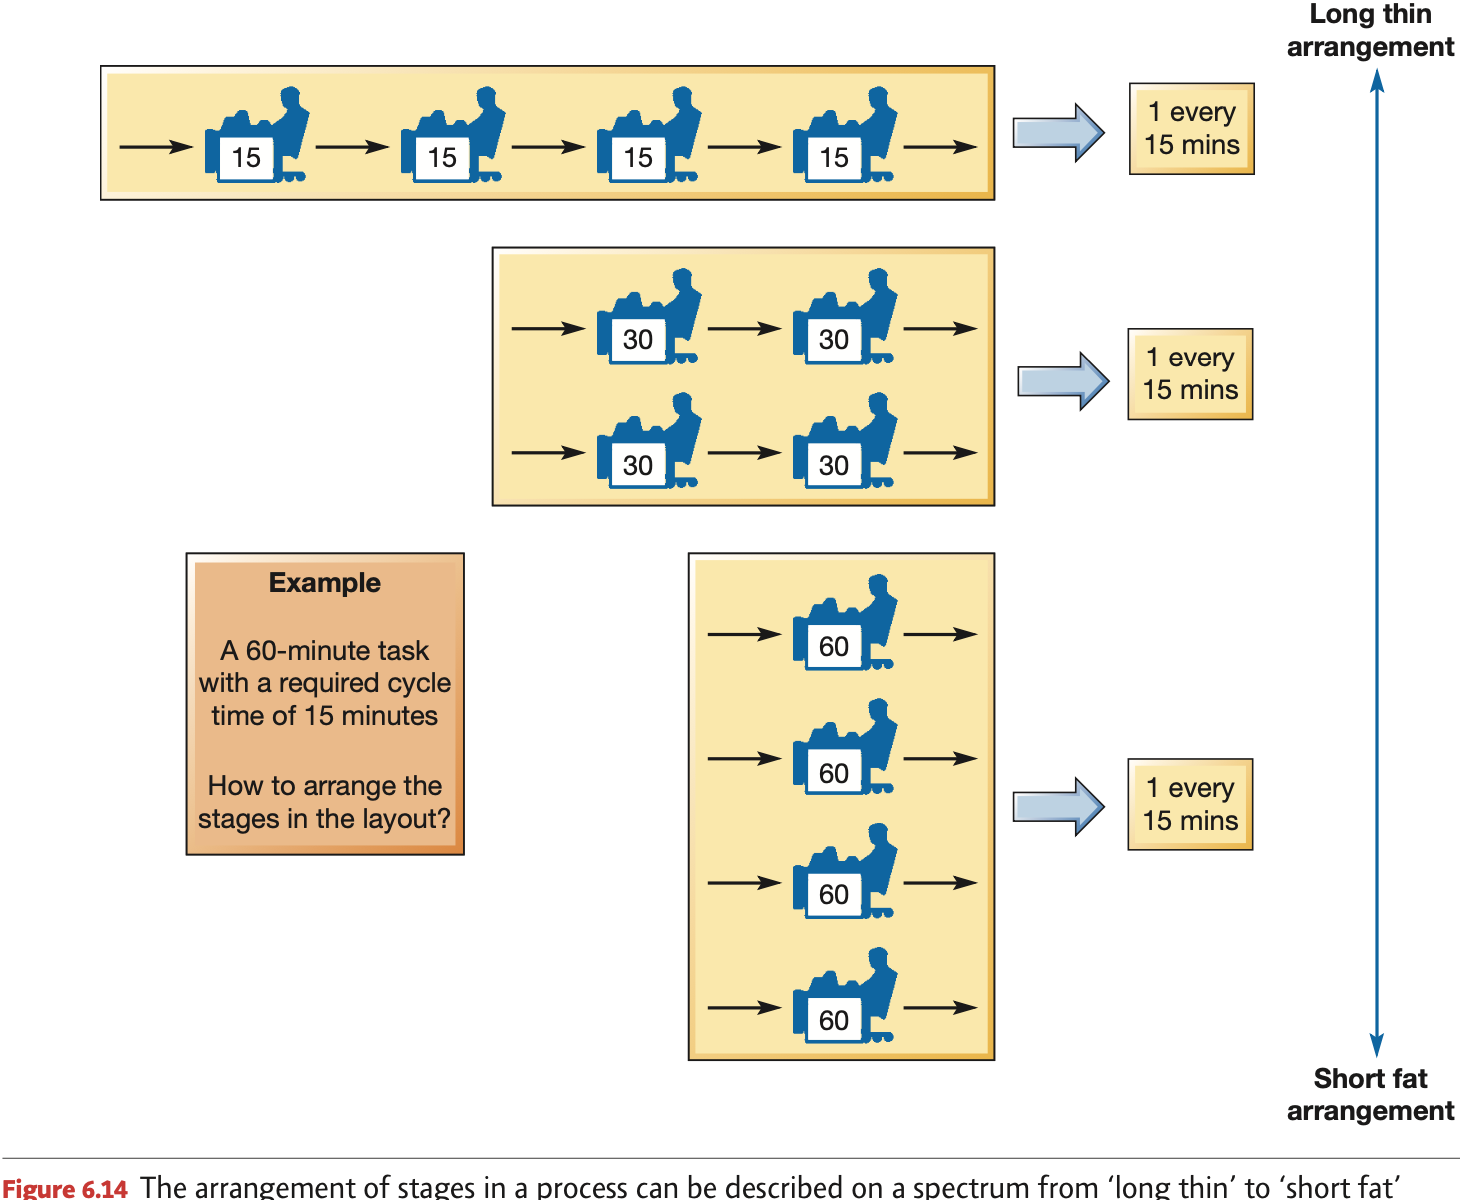 Long thin
arrangement
15 15 15 15
1 every
15 mins
30 30
30 30
1 every
15 mins
Example
A 60-minute task
with a required cycle
time of 15 minutes
How to arrange the
stages in the layout?
60
60
60
60
1 every
15 mins
Short fat
arrangement
Figure 6.14 The arrangement of stages in a process can be described on a spectrum from ‘long thin’ to ‘short fat’